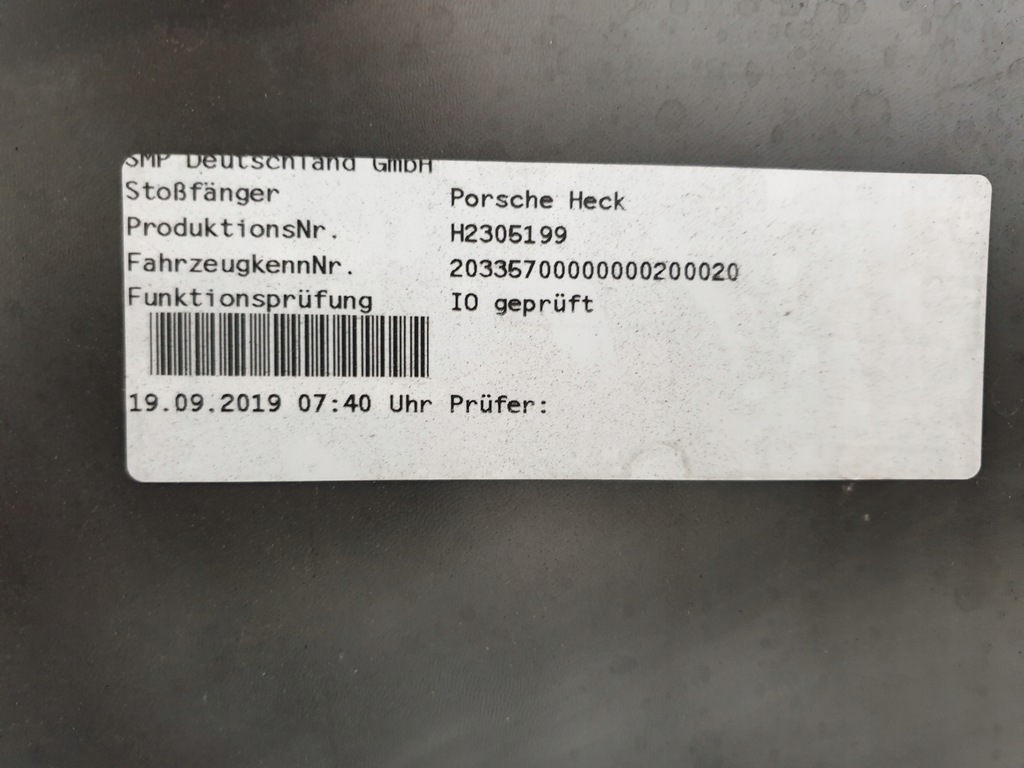 SMP Deutschland GmbH
Stoßfänger Porsche Heck
ProduktionsNr. H2305199
FahrzeugkennNr. 20335700000000200020
Funktionsprüfung IO geprüft
19.09.2019 07:40 Uhr Prüfer: